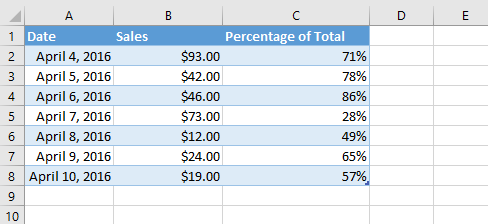 A B C D E
1 Date Sales Percentage of Total
2 April 4, 2016 $93.00 71%
3 April 5, 2016 $42.00 78%
4 April 6, 2016 $46.00 86%
5 April 7, 2016 $73.00 28%
6 April 8, 2016 $12.00 49%
7 April 9, 2016 $24.00 65%
8 April 10, 2016 $19.00 57%
9
10